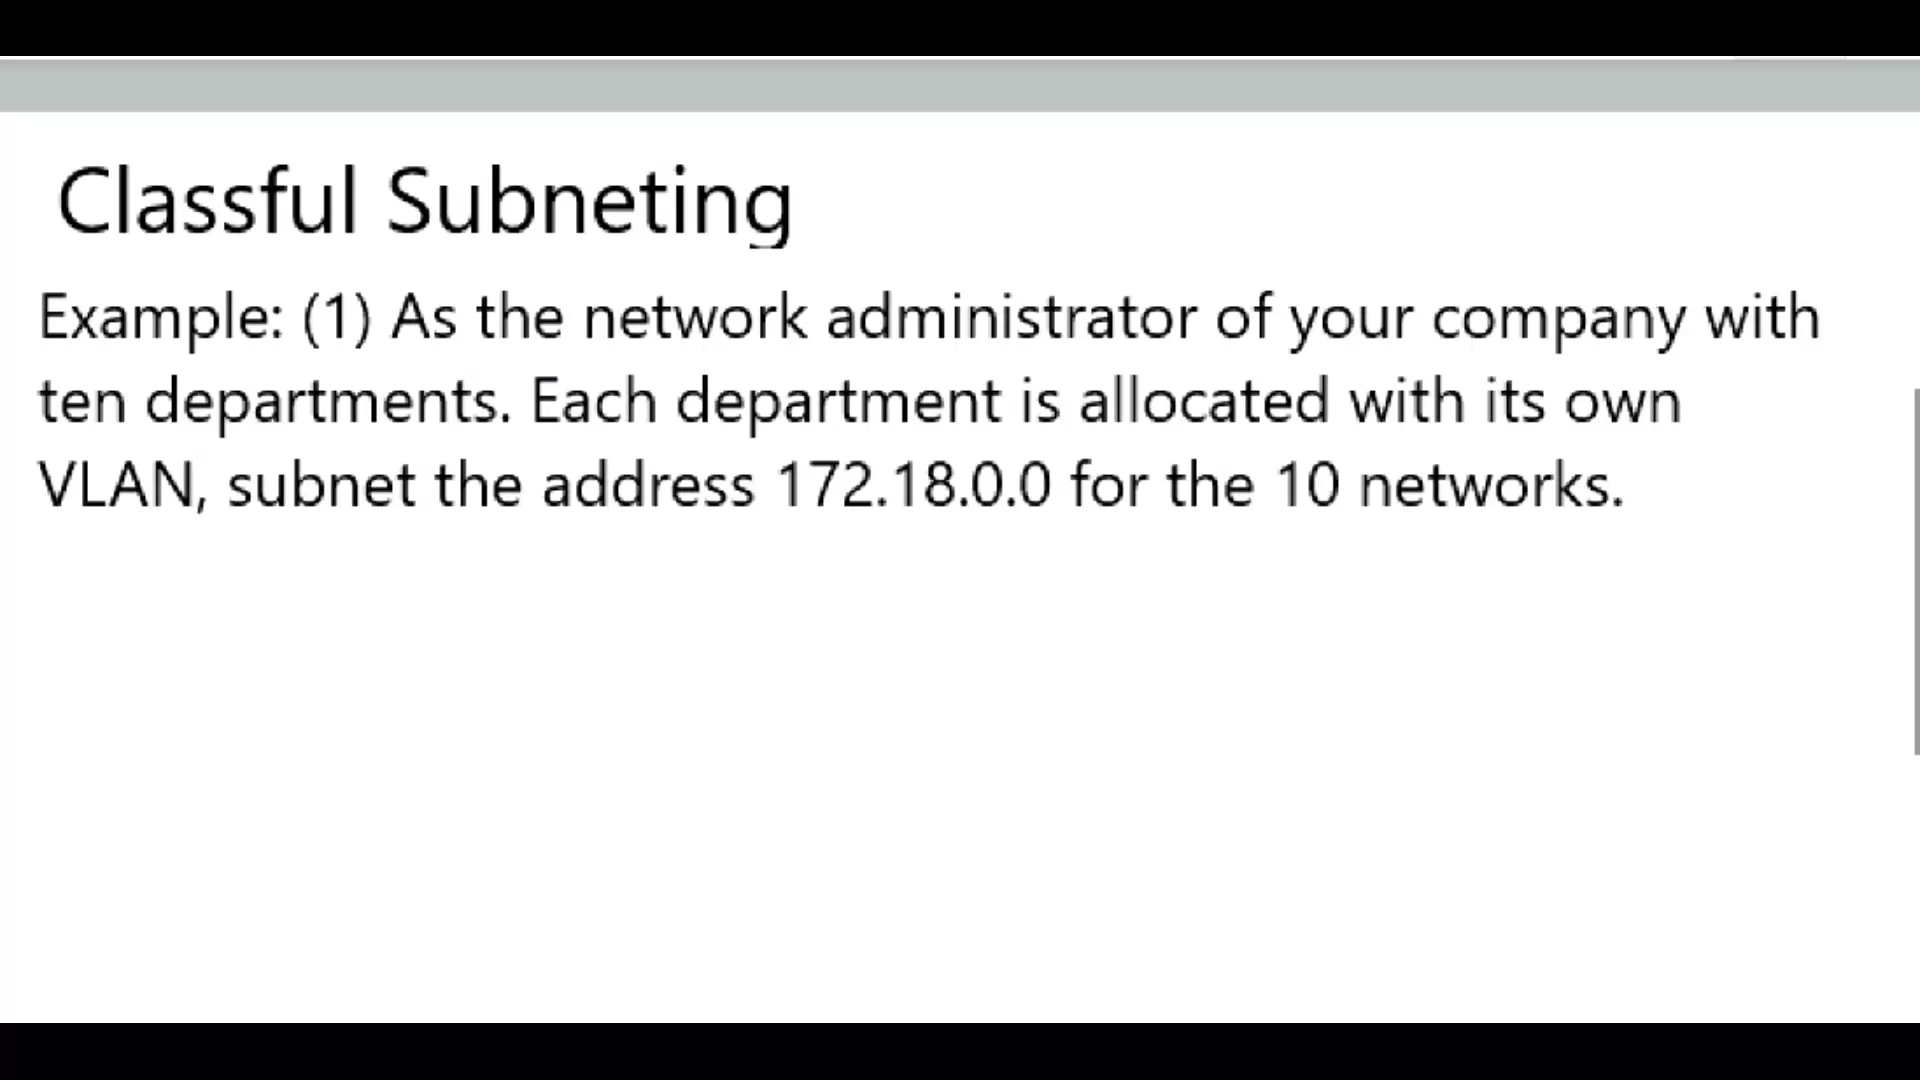 Classful Subneting
Example: (1) As the network administrator of your company with
ten departments. Each department is allocated with its own
VLAN, subnet the address 172.18.0.0 for the 10 networks.